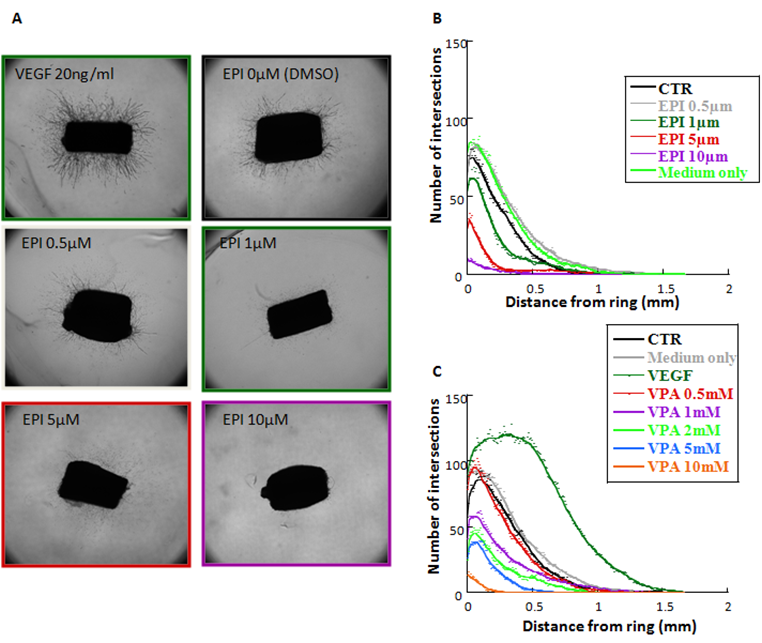 A
VEGF 20ng/ml
EPI 0µM (DMSO)
EPI 0.5µM
EPI 1µM
EPI 5µM
EPI 10µM
B
Number of intersections
150
100
50
0
0
0.5
1
1.5
2
Distance from ring (mm)
CTR
EPI 0.5µm
EPI 1µm
EPI 5µm
EPI 10µm
Medium only
C
Number of intersections
150
100
50
0
0
0.5
1
1.5
2
Distance from ring (mm)
CTR
Medium only
VEGF
VPA 0.5mM
VPA 1mM
VPA 2mM
VPA 5mM
VPA 10mM